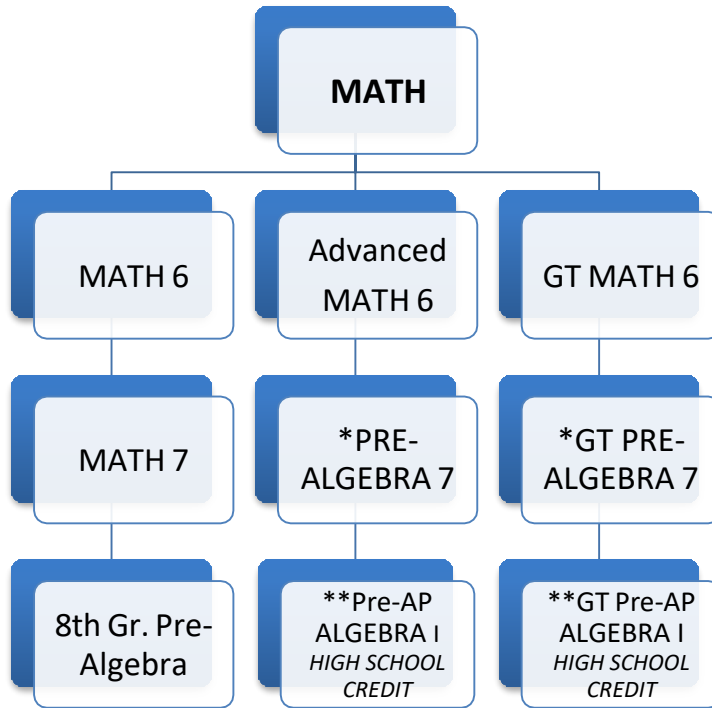 MATH
MATH 6
Advanced
MATH 6
GT MATH 6
MATH 7
*PRE-
ALGEBRA 7
*GT PRE-
ALGEBRA 7
8th Gr. Pre-
Algebra
**Pre-AP
ALGEBRA I
HIGH SCHOOL
CREDIT
**GT Pre-AP
ALGEBRA I
HIGH SCHOOL
CREDIT